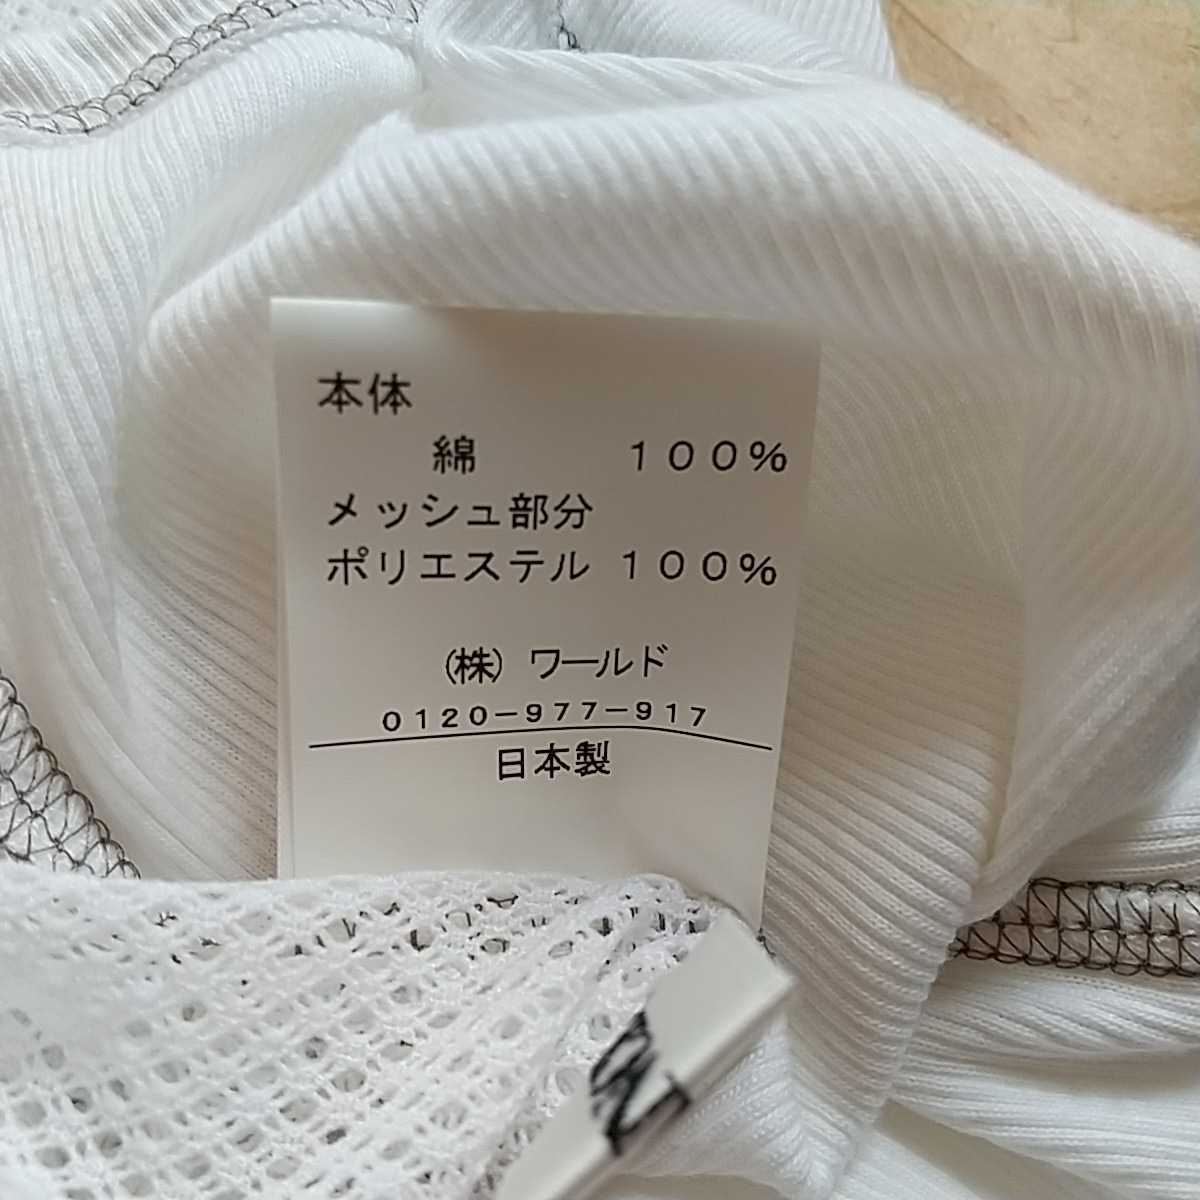 本体
綿 100%
メッシュ部分
ポリエステル 100%
(株) ワールド
0120-977-917
日本製